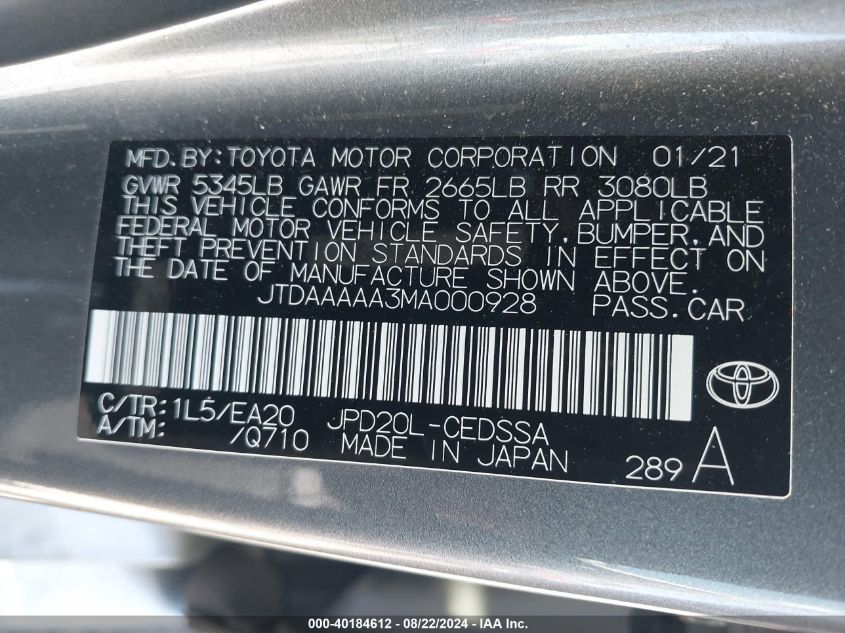 MFD. BY: TOYOTA MOTOR CORPORATION 01/21
GVWR 5345LB GAWR FR 2665LB RR 3080LB
THIS VEHICLE CONFORMS TO ALL APPLICABLE
FEDERAL MOTOR VEHICLE SAFETY, BUMPER, AND
THEFT PREVENTION STANDARDS IN EFFECT ON
THE DATE OF MANUFACTURE SHOWN ABOVE.
JTDAAAAA3MA000928 PASS. CAR
C/TR: 1L5/EA20 JPD20L-CEDSSA
A/TM: /Q710 MADE IN JAPAN
289 A
000-40184612 - 08/22/2024 - IAA Inc.